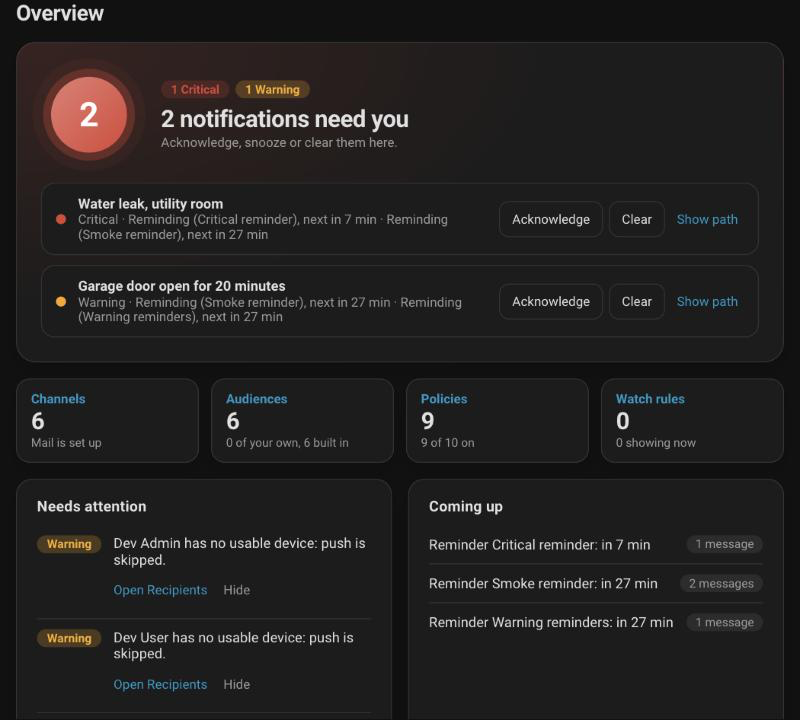 Overview
2
1 Critical
1 Warning
2 notifications need you
Acknowledge, snooze or clear them here.
Water leak, utility room
Critical · Reminding (Critical reminder), next in 7 min · Reminding
(Smoke reminder), next in 27 min
Acknowledge
Clear
Show path
Garage door open for 20 minutes
Warning · Reminding (Smoke reminder), next in 27 min · Reminding
(Warning reminders), next in 27 min
Acknowledge
Clear
Show path
Channels
6
Mail is set up
Audiences
6
0 of your own, 6 built in
Policies
9
9 of 10 on
Watch rules
0
0 showing now
Needs attention
Warning
Dev Admin has no usable device: push is
skipped.
Open Recipients
Hide
Warning
Dev User has no usable device: push is
skipped.
Open Recipients
Hide
Coming up
Reminder Critical reminder: in 7 min
1 message
Reminder Smoke reminder: in 27 min
2 messages
Reminder Warning reminders: in 27 min
1 message